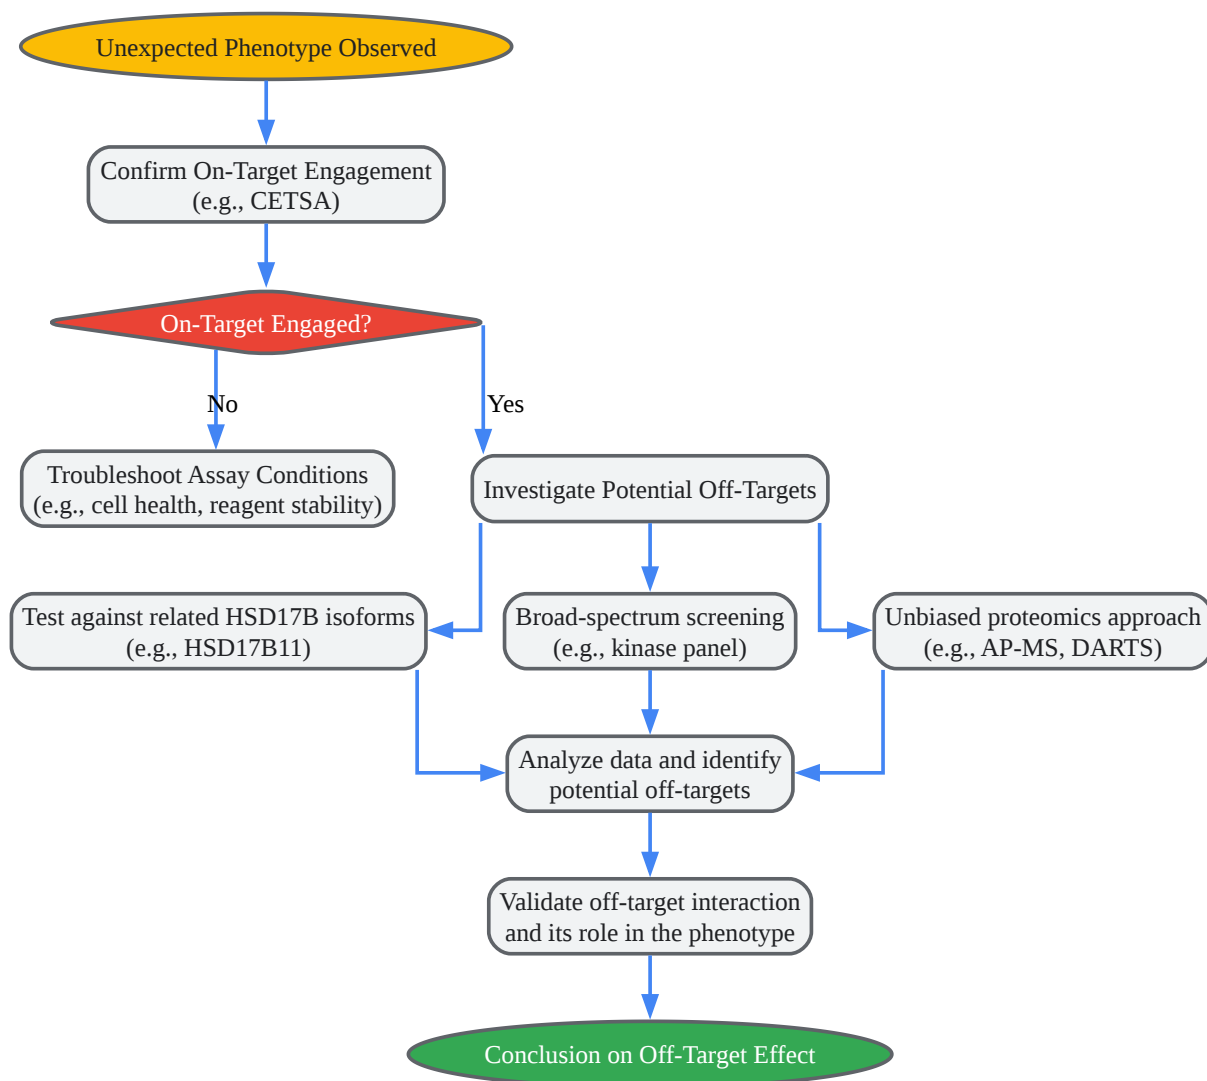 Unexpected Phenotype Observed
Confirm On-Target Engagement
(e.g., CETSA)
On-Target Engaged?
No
Yes
Troubleshoot Assay Conditions
(e.g., cell health, reagent stability)
Investigate Potential Off-Targets
Test against related HSD17B isoforms
(e.g., HSD17B11)
Broad-spectrum screening
(e.g., kinase panel)
Unbiased proteomics approach
(e.g., AP-MS, DARTS)
Analyze data and identify
potential off-targets
Validate off-target interaction
and its role in the phenotype
Conclusion on Off-Target Effect